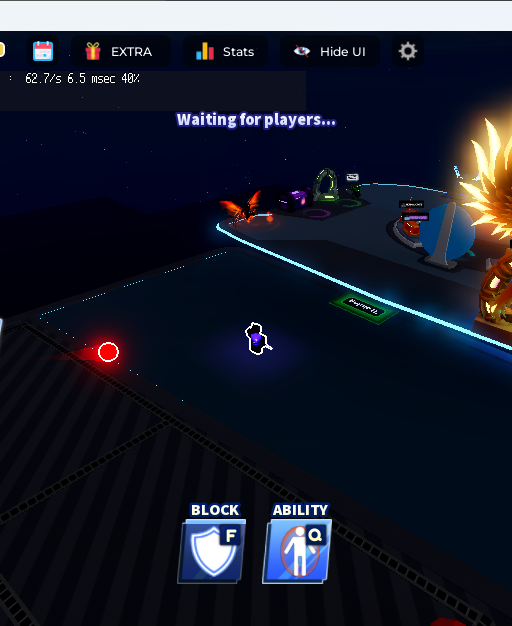 EXTRA
Stats
Hide UI
: 62.7/s 6.5 msec 40%
Waiting for players...
BLOCK
ABILITY
F
Q